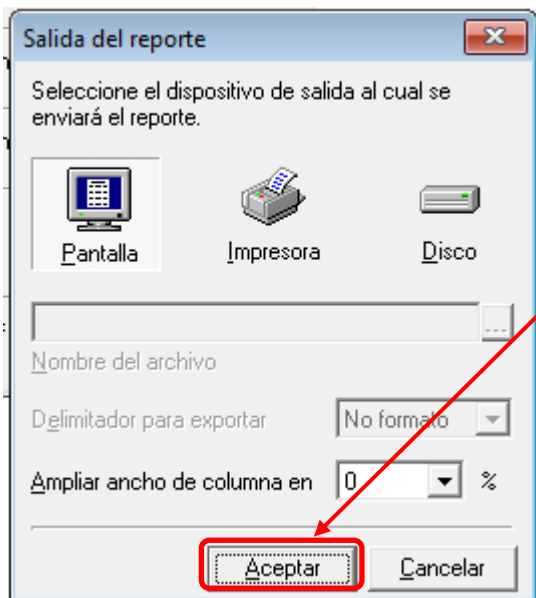 Salida del reporte
Seleccione el dispositivo de salida al cual se
enviará el reporte.
Pantalla Impresora Disco
...
Nombre del archivo
Delimitador para exportar No formato
Ampliar ancho de columna en 0 %
Aceptar Cancelar